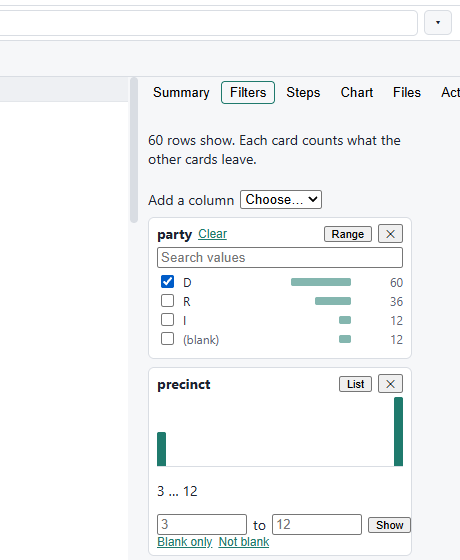 Summary Filters Steps Chart Files Act
60 rows show. Each card counts what the
other cards leave.
Add a column Choose...
party Clear Range ×
Search values
D 60
R 36
I 12
(blank) 12
precinct List ×
3 ... 12
3 to 12 Show
Blank only Not blank